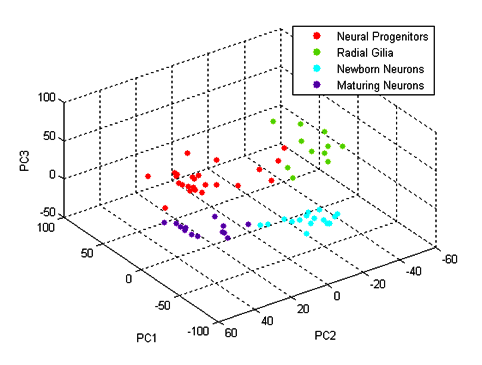 Neural Progenitors
Radial Gilia
Newborn Neurons
Maturing Neurons
100
50
0
-50
PC3
100
50
0
-50
-100
PC1
60
40
20
0
-20
-40
-60
PC2